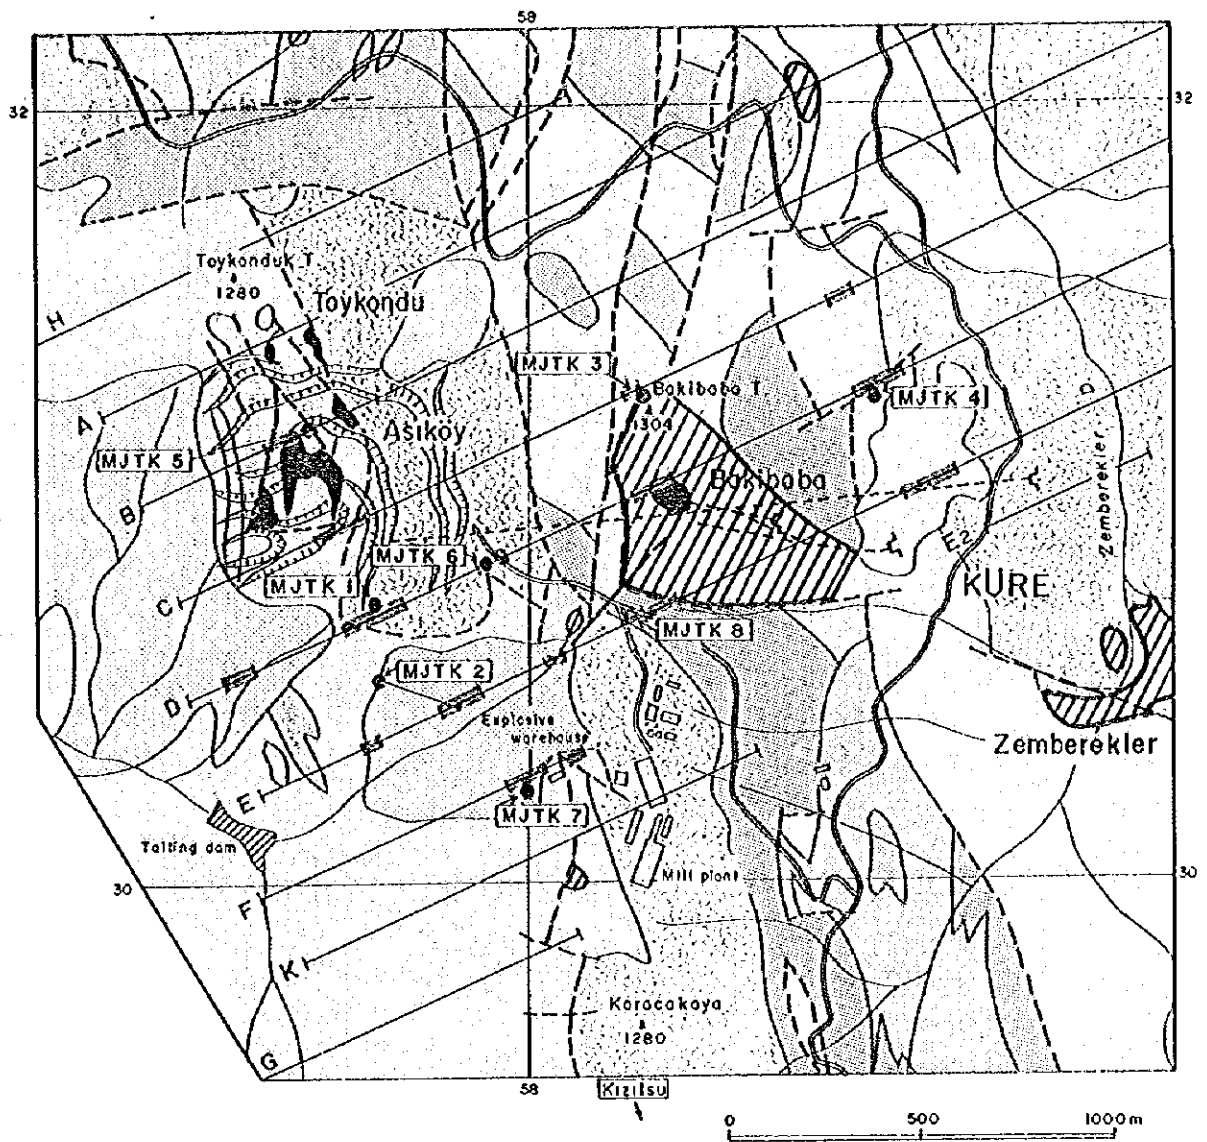 58
32
32
Toykonduk T.
1280
Toykondu
H
MJTK 3
Bakibaba T.
1304
MJTK 4
D
A
Asıköy
MJTK 5
Bakibaba
B
Zemberekler
E2
MJTK 6
KÜRE
MJTK 1
C
MJTK 8
MJTK 2
D
Explosive
warehouse
Zemberekler
E
MJTK 7
Tailing dam
Mill plant
30
30
F
K
Karacakaya
1280
G
58
Kızılsu
0 500 1000m